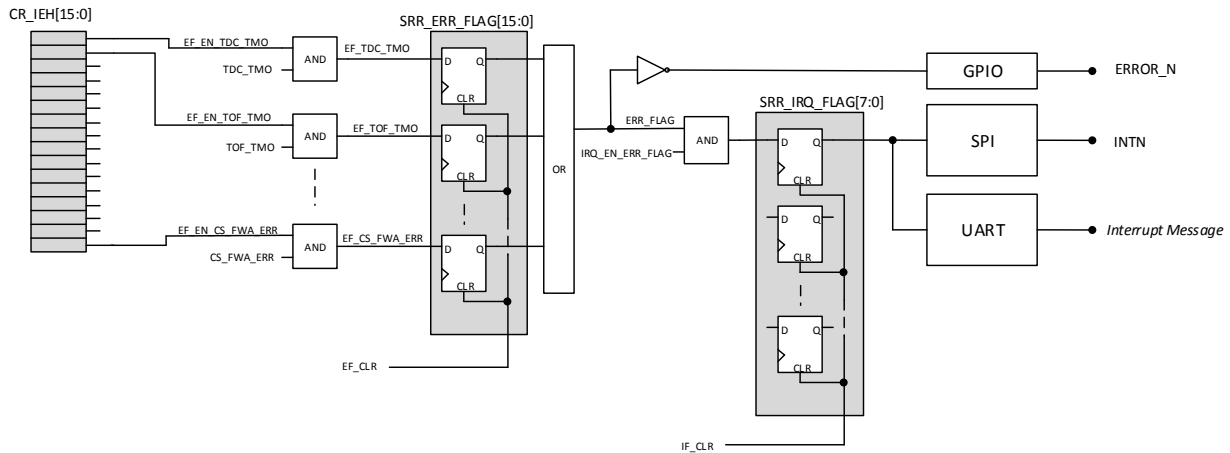 CR_IEH[15:0]
SRR_ERR_FLAG[15:0]
EF_EN_TDC_TMO
AND
EF_TDC_TMO
TDC_TMO
D
Q
CLR
GPIO
ERROR_N
SRR_IRQ_FLAG[7:0]
EF_EN_TOF_TMO
AND
EF_TOF_TMO
TOF_TMO
D
Q
CLR
OR
ERR_FLAG
IRQ_EN_ERR_FLAG
AND
D
Q
CLR
SPI
INTN
D
Q
CLR
UART
Interrupt Message
EF_EN_CS_FWA_ERR
AND
EF_CS_FWA_ERR
CS_FWA_ERR
D
Q
CLR
D
Q
CLR
EF_CLR
IF_CLR